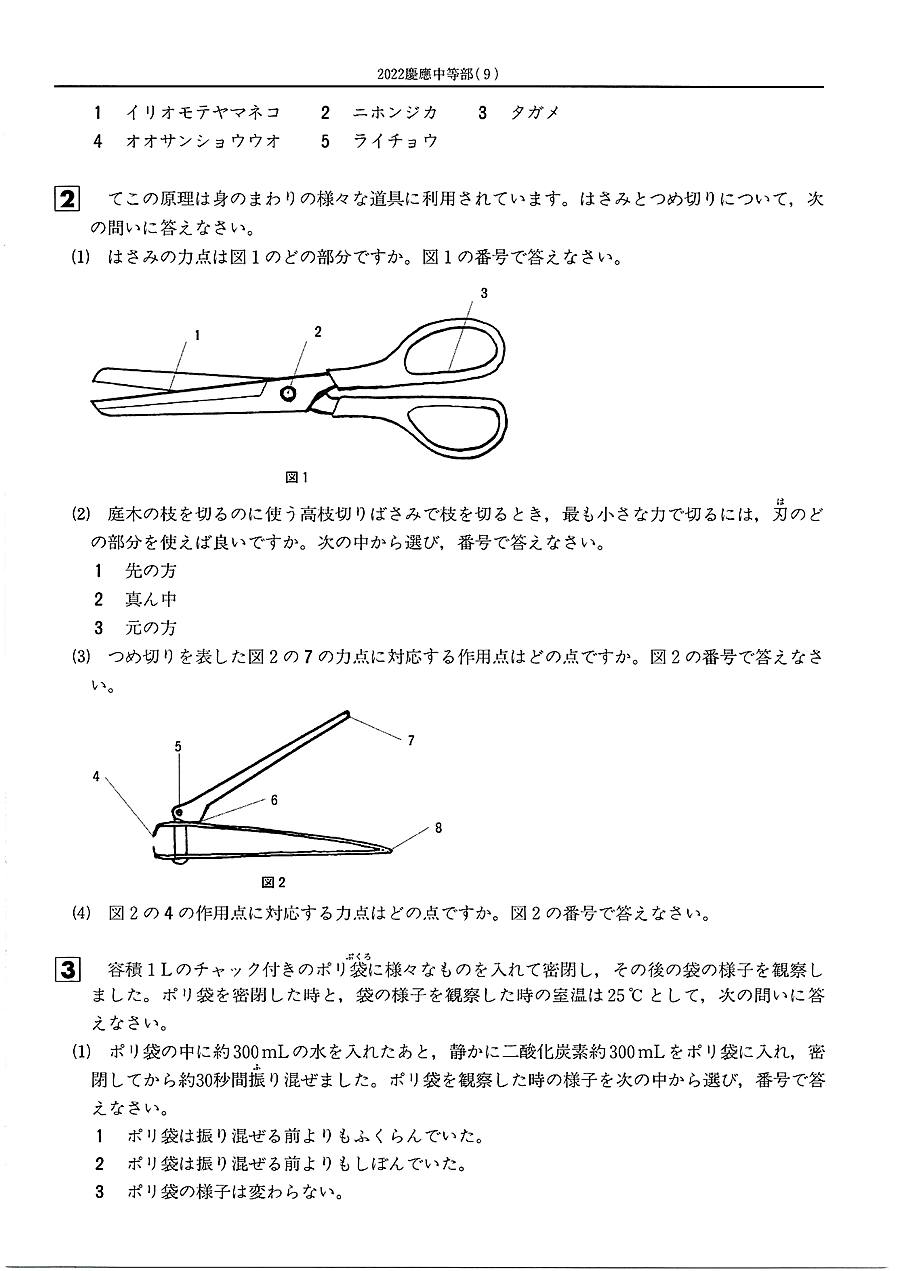 2022慶應中等部(9)
1 イリオモテヤマネコ 2 ニホンジカ 3 タガメ
4 オオサンショウウオ 5 ライチョウ
2 てこの原理は身のまわりの様々な道具に利用されています。はさみとつめ切りについて，次
の問いに答えなさい。
(1) はさみの力点は図1のどの部分ですか。図1の番号で答えなさい。
3
1
2
図1
(2) 庭木の枝を切るのに使う高枝切りばさみで枝を切るとき，最も小さな力で切るには，刃のど
は
の部分を使えば良いですか。次の中から選び，番号で答えなさい。
1 先の方
2 真ん中
3 元の方
(3) つめ切りを表した図2の7の力点に対応する作用点はどの点ですか。図2の番号で答えなさ
い。
5
7
4
6
8
図2
(4) 図2の4の作用点に対応する力点はどの点ですか。図2の番号で答えなさい。
3 容積1Lのチャック付きのポリ袋に様々なものを入れて密閉し，その後の袋の様子を観察し
ぶくろ
ました。ポリ袋を密閉した時と，袋の様子を観察した時の室温は25℃として，次の問いに答
えなさい。
(1) ポリ袋の中に約300mLの水を入れたあと，静かに二酸化炭素約300mLをポリ袋に入れ，密
閉してから約30秒間振り混ぜました。ポリ袋を観察した時の様子を次の中から選び，番号で答
ふ
えなさい。
1 ポリ袋は振り混ぜる前よりもふくらんでいた。
2 ポリ袋は振り混ぜる前よりもしぼんでいた。
3 ポリ袋の様子は変わらない。